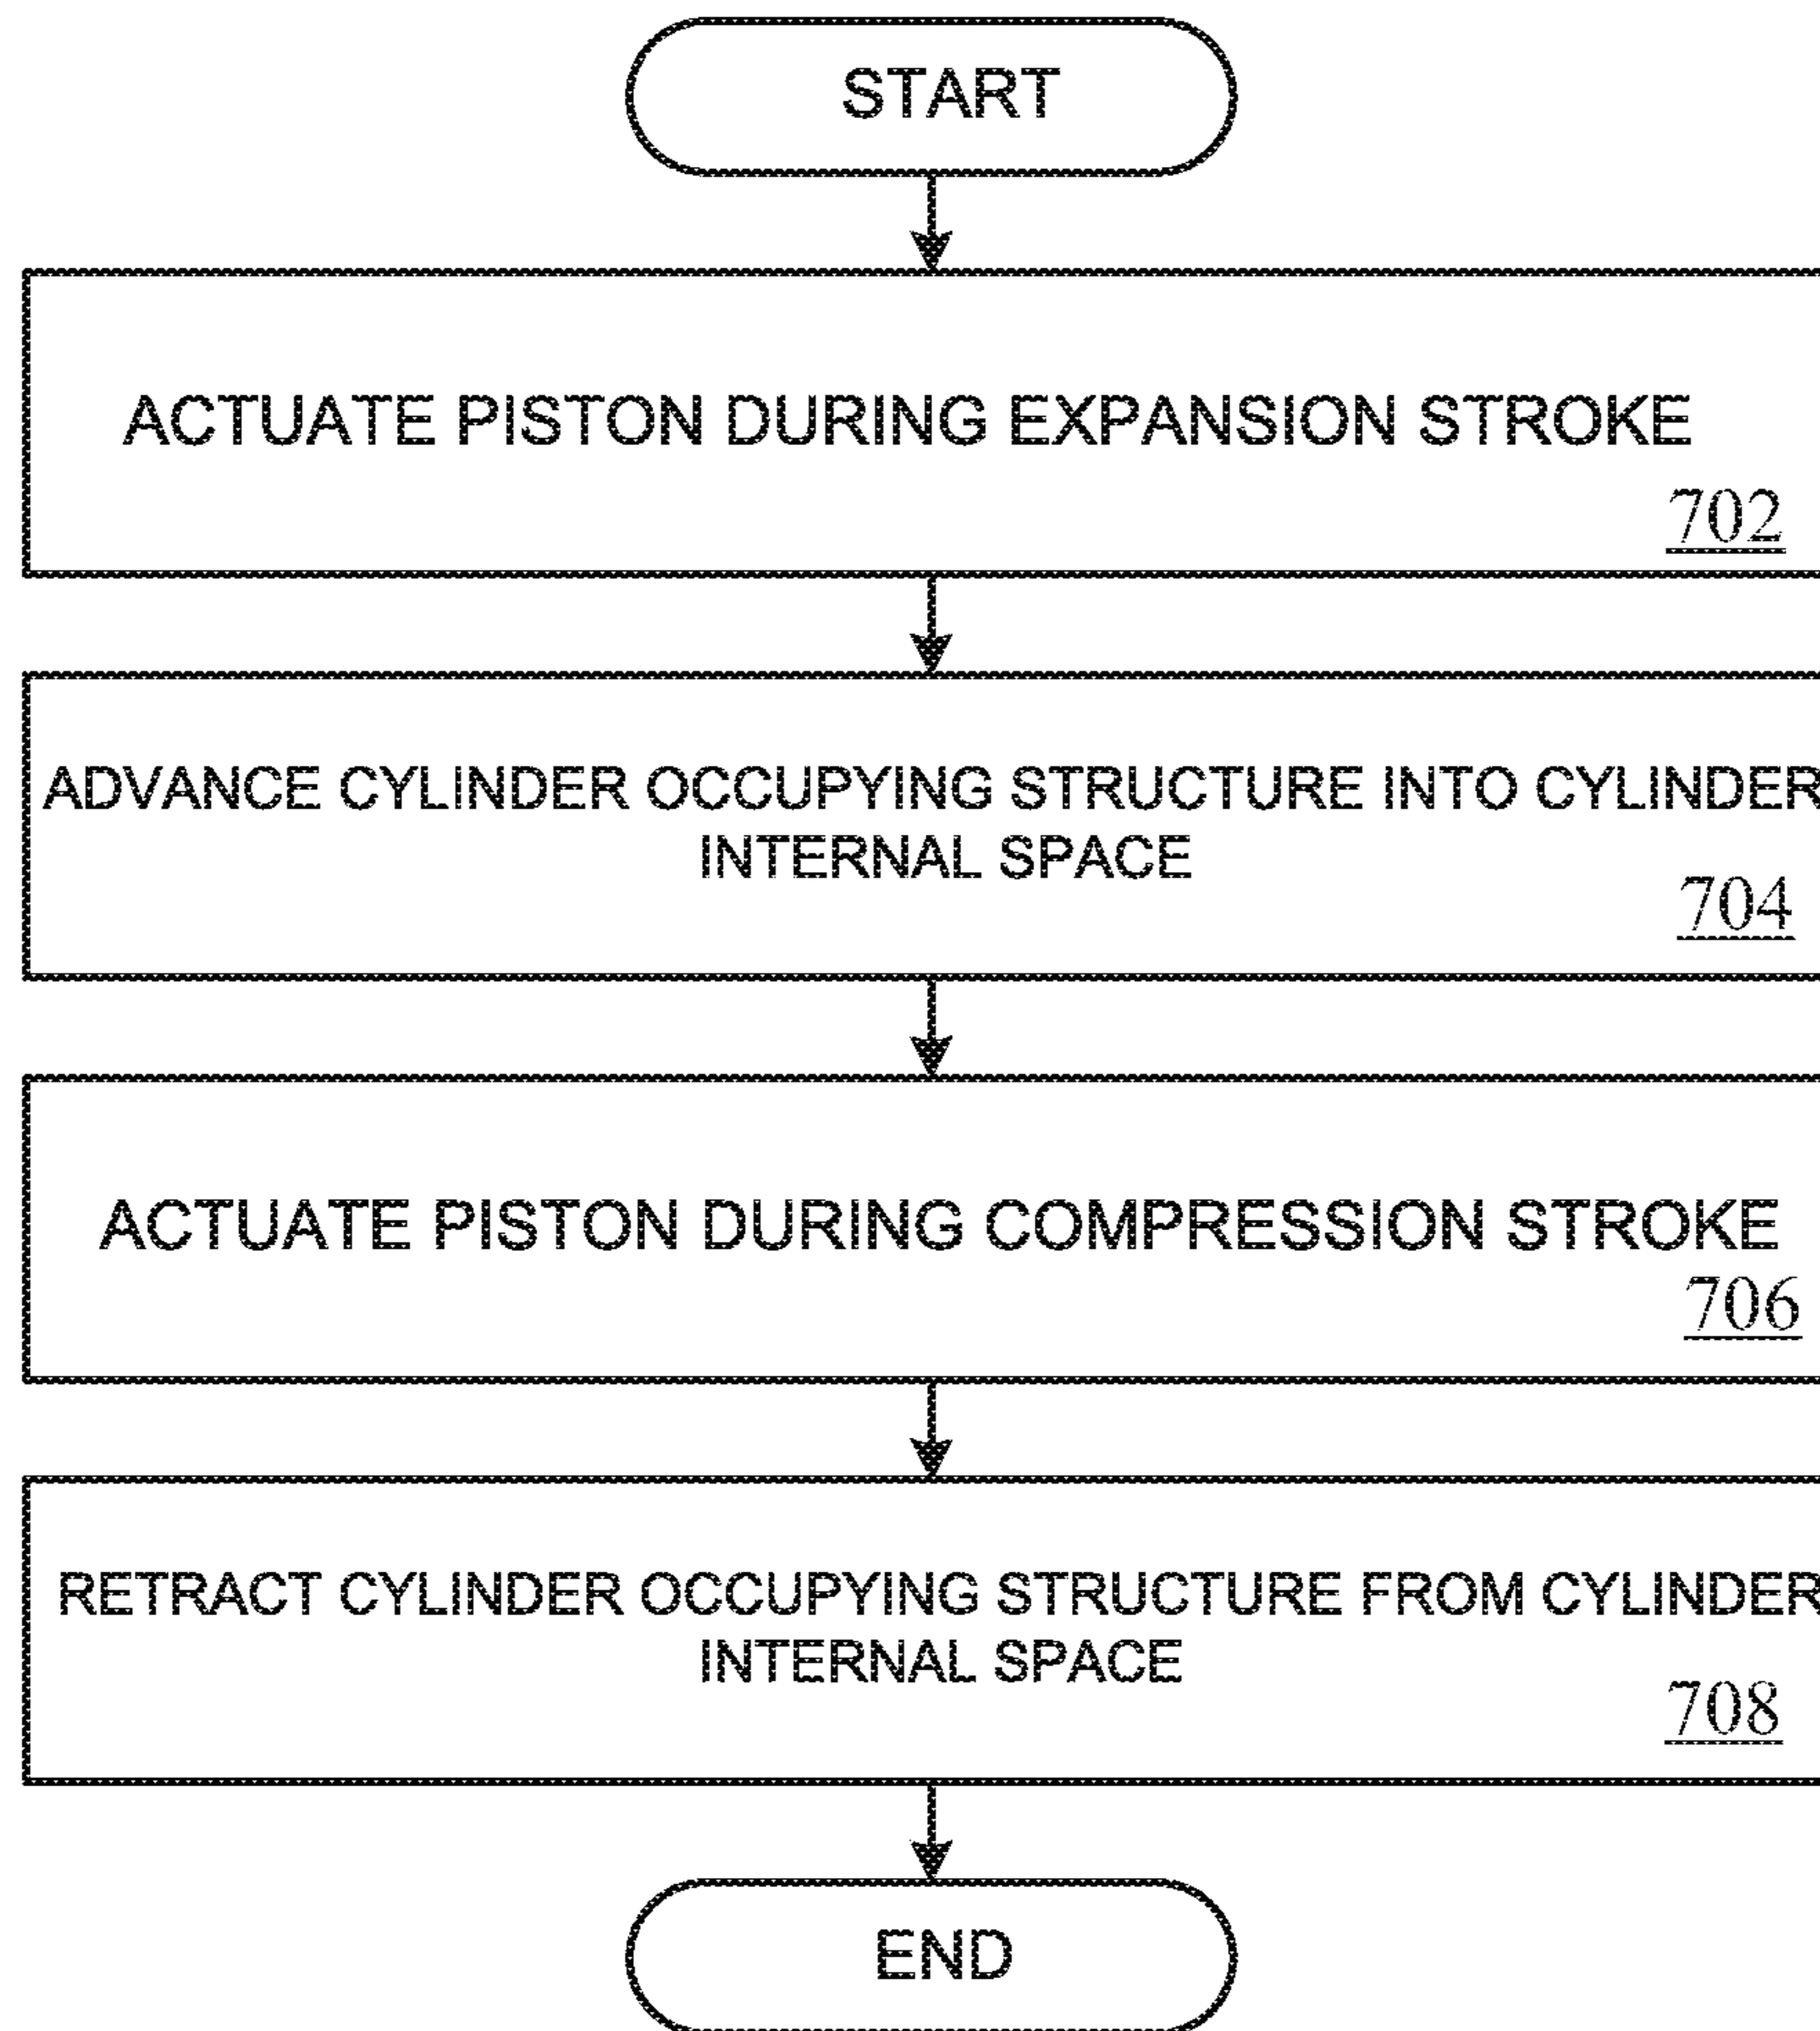 START
ACTUATE PISTON DURING EXPANSION STROKE
702
ADVANCE CYLINDER OCCUPYING STRUCTURE INTO CYLINDER
INTERNAL SPACE
704
ACTUATE PISTON DURING COMPRESSION STROKE
706
RETRACT CYLINDER OCCUPYING STRUCTURE FROM CYLINDER
INTERNAL SPACE
708
END